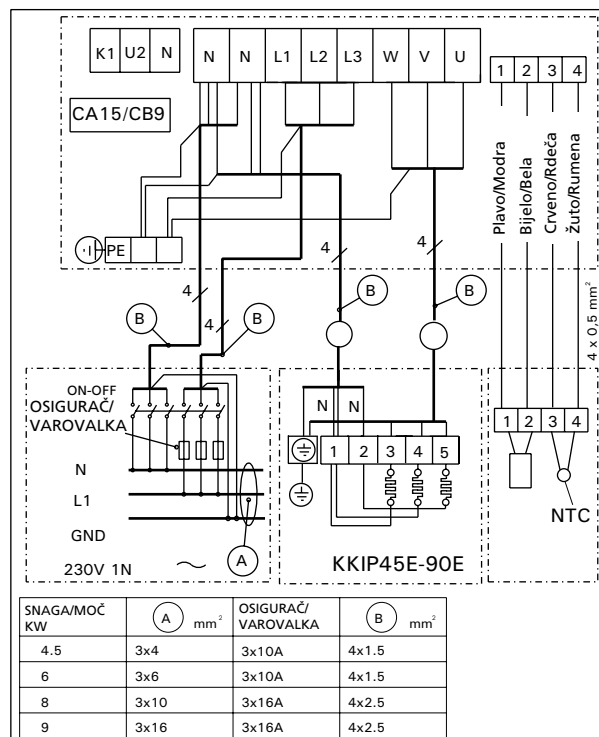 K1 U2 N
N N L1 L2 L3 W V U
1 2 3 4
CA15/CB9
Plavo/Modra
Bijelo/Bela
Crveno/Rdeča
Žuto/Rumena
4 x 0,5 mm²
PE
4
4
4
4
B
B
B
B
ON-OFF
OSIGURAČ/
VAROVALKA
N
L1
GND
230V 1N ~
A
N N
1 2 3 4 5
KKIP45E-90E
1 2 3 4
NTC
SNAGA/MOČ KW A mm² OSIGURAČ/VAROVALKA B mm²
4.5 3x4 3x10A 4x1.5
6 3x6 3x10A 4x1.5
8 3x10 3x16A 4x2.5
9 3x16 3x16A 4x2.5